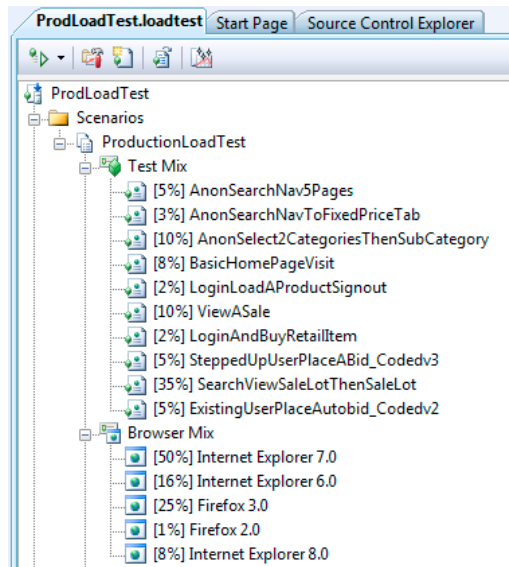 ProdLoadTest.loadtest Start Page Source Control Explorer
ProdLoadTest
Scenarios
ProductionLoadTest
Test Mix
[5%] AnonSearchNav5Pages
[3%] AnonSearchNavToFixedPriceTab
[10%] AnonSelect2CategoriesThenSubCategory
[8%] BasicHomePageVisit
[2%] LoginLoadAProductSignout
[10%] ViewASale
[2%] LoginAndBuyRetailItem
[5%] SteppedUpUserPlaceABid_Codedv3
[35%] SearchViewSaleLotThenSaleLot
[5%] ExistingUserPlaceAutobid_Codedv2
Browser Mix
[50%] Internet Explorer 7.0
[16%] Internet Explorer 6.0
[25%] Firefox 3.0
[1%] Firefox 2.0
[8%] Internet Explorer 8.0